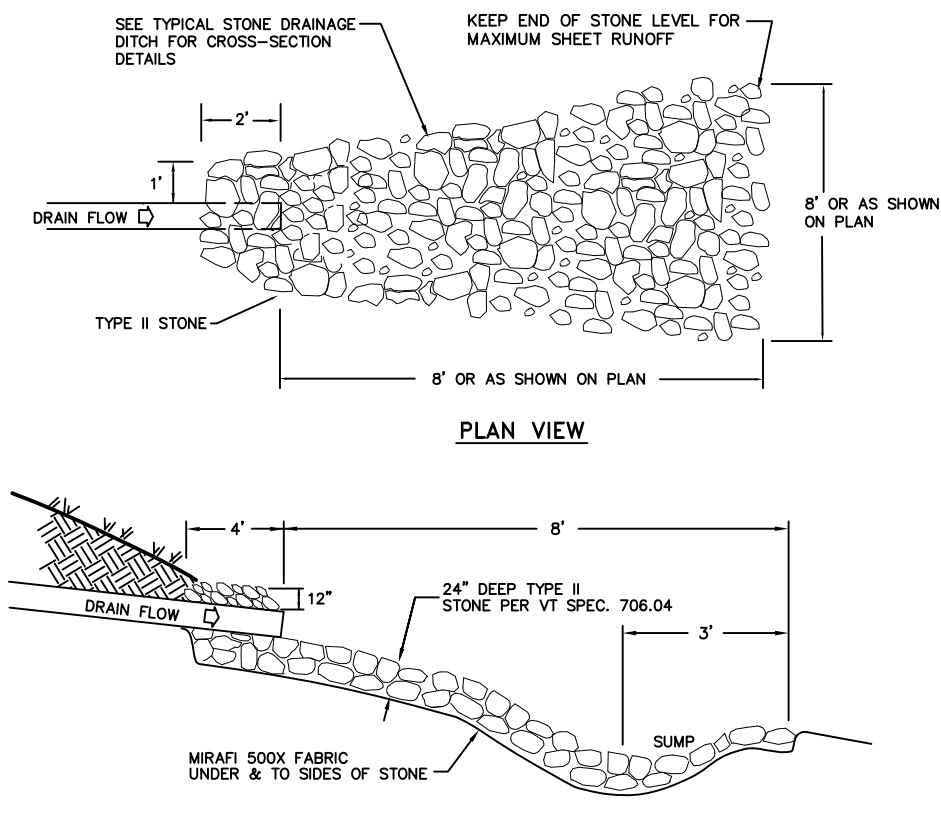 SEE TYPICAL STONE DRAINAGE
DITCH FOR CROSS-SECTION
DETAILS
KEEP END OF STONE LEVEL FOR
MAXIMUM SHEET RUNOFF
2'
1'
DRAIN FLOW
8' OR AS SHOWN
ON PLAN
TYPE II STONE
8' OR AS SHOWN ON PLAN
PLAN VIEW
4'
8'
12"
24" DEEP TYPE II
STONE PER VT SPEC. 706.04
DRAIN FLOW
3'
SUMP
MIRAFI 500X FABRIC
UNDER & TO SIDES OF STONE